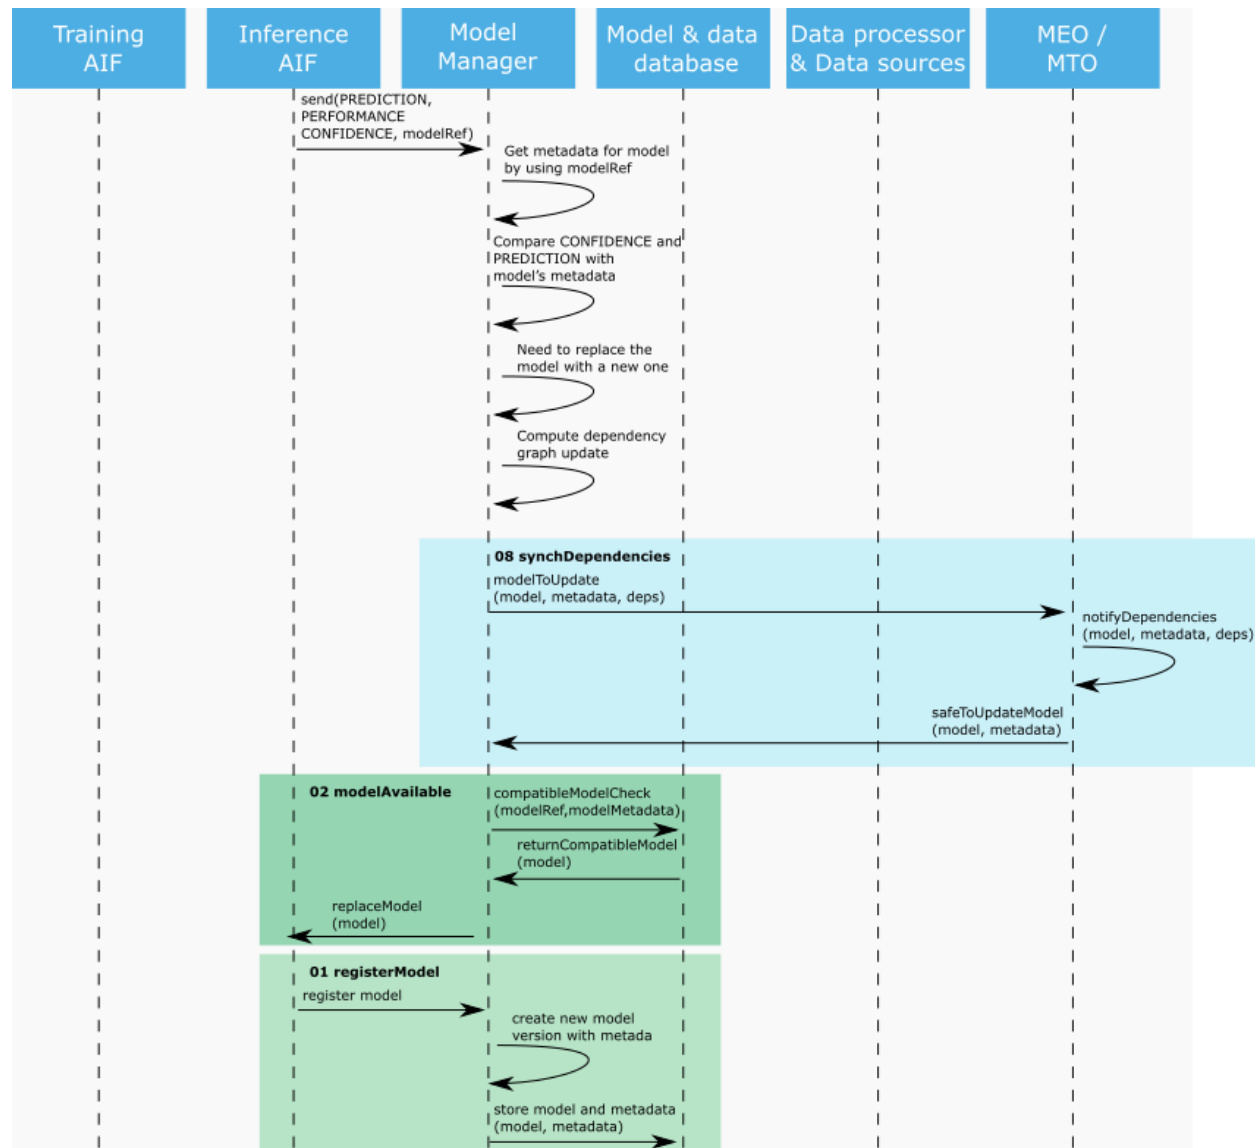 Training
AIF
Inference
AIF
Model
Manager
Model & data
database
Data processor
& Data sources
MEO /
MTO
send(PREDICTION,
PERFORMANCE
CONFIDENCE, modelRef)
Get metadata for model
by using modelRef
Compare CONFIDENCE and
PREDICTION with
model's metadata
Need to replace the
model with a new one
Compute dependency
graph update
08 synchDependencies
modelToUpdate
(model, metadata, deps)
notifyDependencies
(model, metadata, deps)
safeToUpdateModel
(model, metadata)
02 modelAvailable
compatibleModelCheck
(modelRef,modelMetadata)
returnCompatibleModel
(model)
replaceModel
(model)
01 registerModel
register model
create new model
version with metada
store model and metadata
(model, metadata)